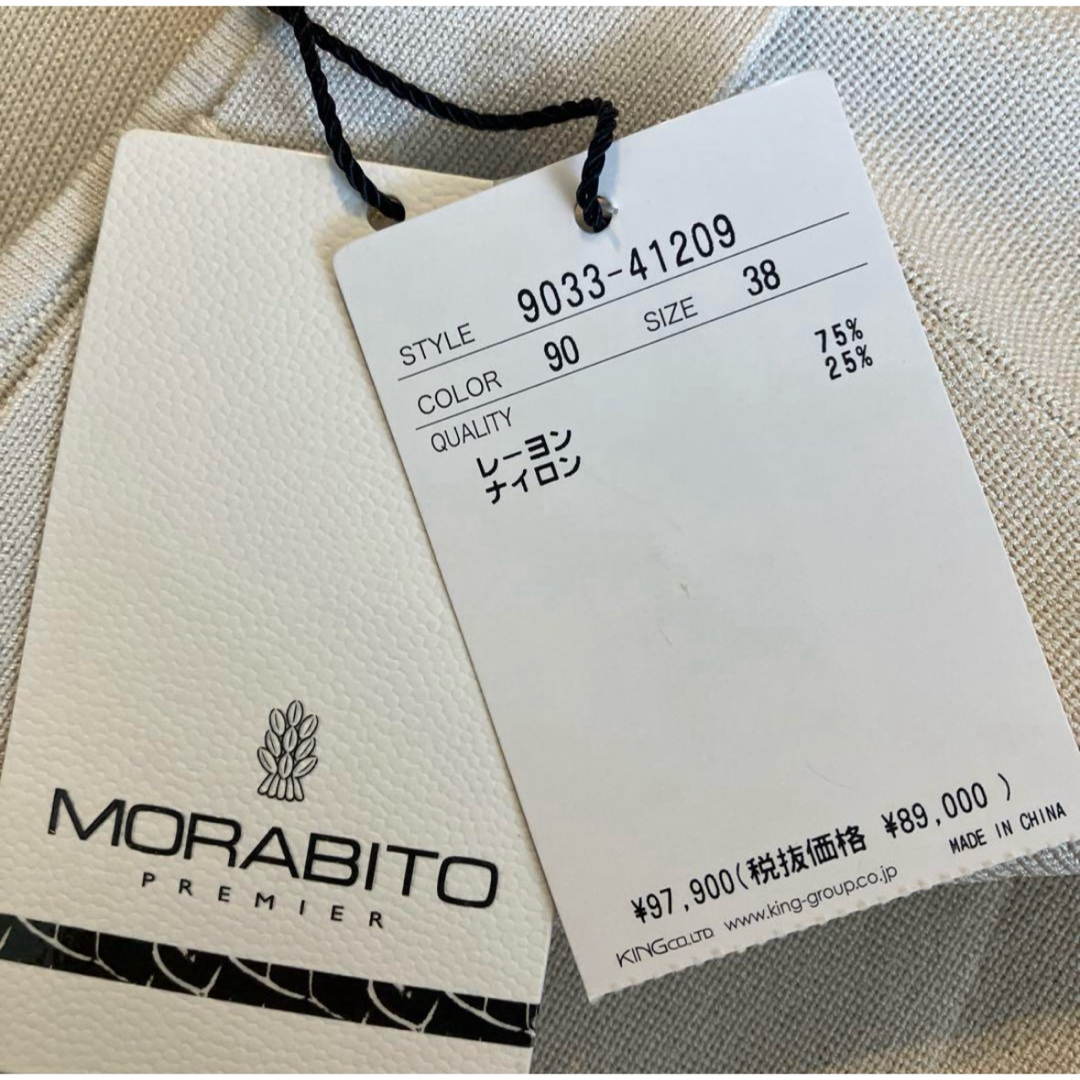 MORABITO
PREMIER
STYLE 9033-41209
COLOR 90 SIZE 38
QUALITY
レーヨン 75%
ナイロン 25%
¥97,900(税抜価格 ¥89,000 )
KING CO.,LTD www.king-group.co.jp MADE IN CHINA